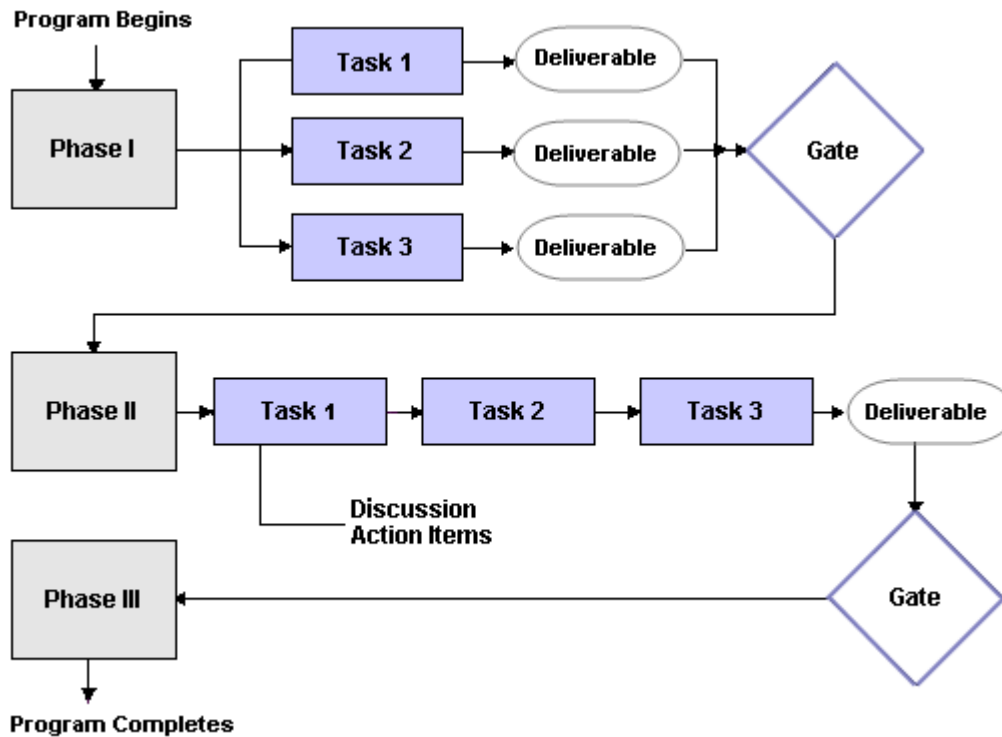 Program Begins
Task 1
Deliverable
Phase I
Task 2
Deliverable
Gate
Task 3
Deliverable
Phase II
Task 1
Task 2
Task 3
Deliverable
Discussion
Action Items
Phase III
Gate
Program Completes